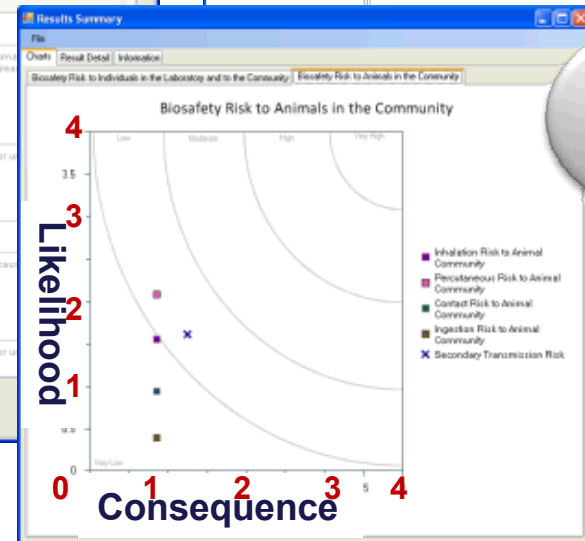 Results Summary
File
Charts Result Detail Information
Biosafety Risk to Individuals in the Laboratory and to the Community Biosafety Risk to Animals in the Community
Biosafety Risk to Animals in the Community
4
Low Moderate High Very High
3.5
3
Likelihood
2
1
0.5
0
Very Low
Inhalation Risk to Animal
Community
Percutaneous Risk to Animal
Community
Contact Risk to Animal
Community
Ingestion Risk to Animal
Community
Secondary Transmission Risk
0 1 2 3 5 4
Consequence